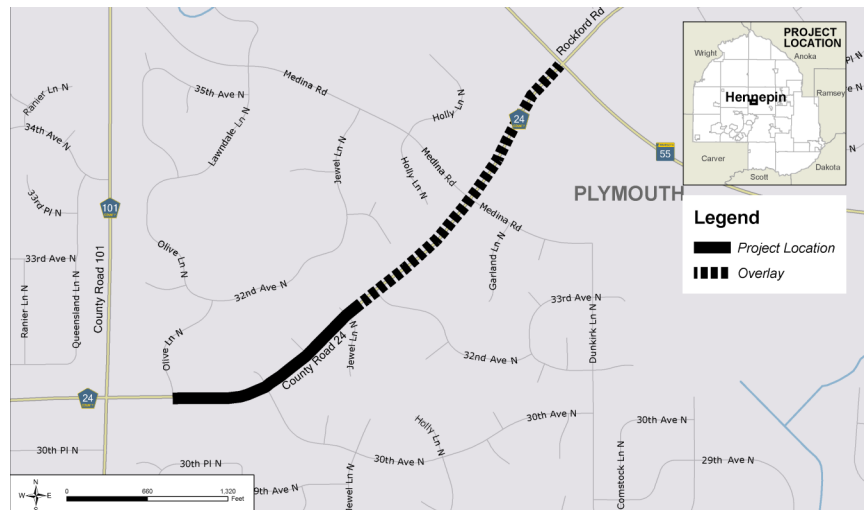 Rockford Rd
PROJECT
LOCATION
Wright
Anoka
Hennepin
Ramsey
Carver
Scott
Dakota
Medina Rd
35th Ave N
Ranier Ln N
34th Ave N
Lawndale Ln N
Holly Ln N
24
55
Jewel Ln N
Holly Ln N
Medina Rd
33rd Pl N
101
PLYMOUTH
Medina Rd
33rd Ave N
Olive Ln N
Garland Ln N
Legend
Project Location
Overlay
Ranier Ln N
Queensland Ln N
County Road 101
32nd Ave N
33rd Ave N
Dunkirk Ln N
Olive Ln N
County Road 24
Jewel Ln N
32nd Ave N
24
Holly Ln N
30th Ave N
30th Ave N
30th Pl N
30th Pl N
30th Ave N
Comstock Ln N
29th Ave N
9th Ave N
Jewel Ln N
N
W E
S
0 660 1,320
Feet